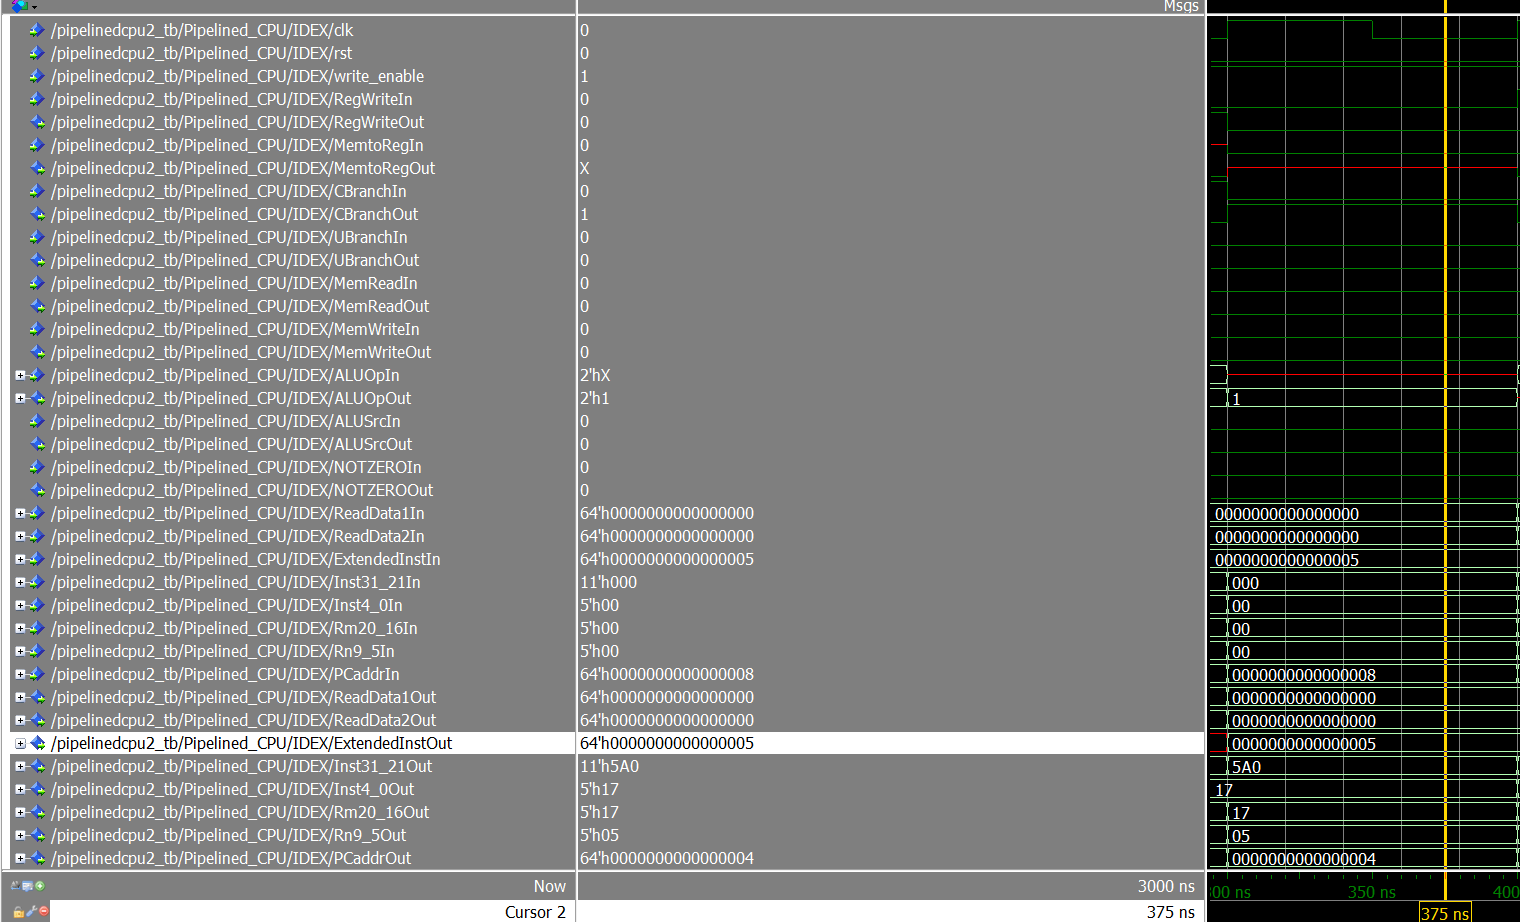 Msgs
/pipelinedcpu2_tb/Pipelined_CPU/IDEX/clk 0
/pipelinedcpu2_tb/Pipelined_CPU/IDEX/rst 0
/pipelinedcpu2_tb/Pipelined_CPU/IDEX/write_enable 1
/pipelinedcpu2_tb/Pipelined_CPU/IDEX/RegWriteIn 0
/pipelinedcpu2_tb/Pipelined_CPU/IDEX/RegWriteOut 0
/pipelinedcpu2_tb/Pipelined_CPU/IDEX/MemtoRegIn 0
/pipelinedcpu2_tb/Pipelined_CPU/IDEX/MemtoRegOut X
/pipelinedcpu2_tb/Pipelined_CPU/IDEX/CBranchIn 0
/pipelinedcpu2_tb/Pipelined_CPU/IDEX/CBranchOut 1
/pipelinedcpu2_tb/Pipelined_CPU/IDEX/UBranchIn 0
/pipelinedcpu2_tb/Pipelined_CPU/IDEX/UBranchOut 0
/pipelinedcpu2_tb/Pipelined_CPU/IDEX/MemReadIn 0
/pipelinedcpu2_tb/Pipelined_CPU/IDEX/MemReadOut 0
/pipelinedcpu2_tb/Pipelined_CPU/IDEX/MemWriteIn 0
/pipelinedcpu2_tb/Pipelined_CPU/IDEX/MemWriteOut 0
/pipelinedcpu2_tb/Pipelined_CPU/IDEX/ALUOpIn 2'hX
/pipelinedcpu2_tb/Pipelined_CPU/IDEX/ALUOpOut 2'h1 1
/pipelinedcpu2_tb/Pipelined_CPU/IDEX/ALUSrcIn 0
/pipelinedcpu2_tb/Pipelined_CPU/IDEX/ALUSrcOut 0
/pipelinedcpu2_tb/Pipelined_CPU/IDEX/NOTZEROIn 0
/pipelinedcpu2_tb/Pipelined_CPU/IDEX/NOTZEROOut 0
/pipelinedcpu2_tb/Pipelined_CPU/IDEX/ReadData1In 64'h0000000000000000 0000000000000000
/pipelinedcpu2_tb/Pipelined_CPU/IDEX/ReadData2In 64'h0000000000000000 0000000000000000
/pipelinedcpu2_tb/Pipelined_CPU/IDEX/ExtendedInstIn 64'h0000000000000005 0000000000000005
/pipelinedcpu2_tb/Pipelined_CPU/IDEX/Inst31_21In 11'h000 000
/pipelinedcpu2_tb/Pipelined_CPU/IDEX/Inst4_0In 5'h00 00
/pipelinedcpu2_tb/Pipelined_CPU/IDEX/Rm20_16In 5'h00 00
/pipelinedcpu2_tb/Pipelined_CPU/IDEX/Rn9_5In 5'h00 00
/pipelinedcpu2_tb/Pipelined_CPU/IDEX/PCaddrIn 64'h0000000000000008 0000000000000008
/pipelinedcpu2_tb/Pipelined_CPU/IDEX/ReadData1Out 64'h0000000000000000 0000000000000000
/pipelinedcpu2_tb/Pipelined_CPU/IDEX/ReadData2Out 64'h0000000000000000 0000000000000000
/pipelinedcpu2_tb/Pipelined_CPU/IDEX/ExtendedInstOut 64'h0000000000000005 0000000000000005
/pipelinedcpu2_tb/Pipelined_CPU/IDEX/Inst31_21Out 11'h5A0 5A0
/pipelinedcpu2_tb/Pipelined_CPU/IDEX/Inst4_0Out 5'h17 17
/pipelinedcpu2_tb/Pipelined_CPU/IDEX/Rm20_16Out 5'h17 17
/pipelinedcpu2_tb/Pipelined_CPU/IDEX/Rn9_5Out 5'h05 05
/pipelinedcpu2_tb/Pipelined_CPU/IDEX/PCaddrOut 64'h0000000000000004 0000000000000004
Now 3000 ns 00 ns 350 ns 400
Cursor 2 375 ns 375 ns